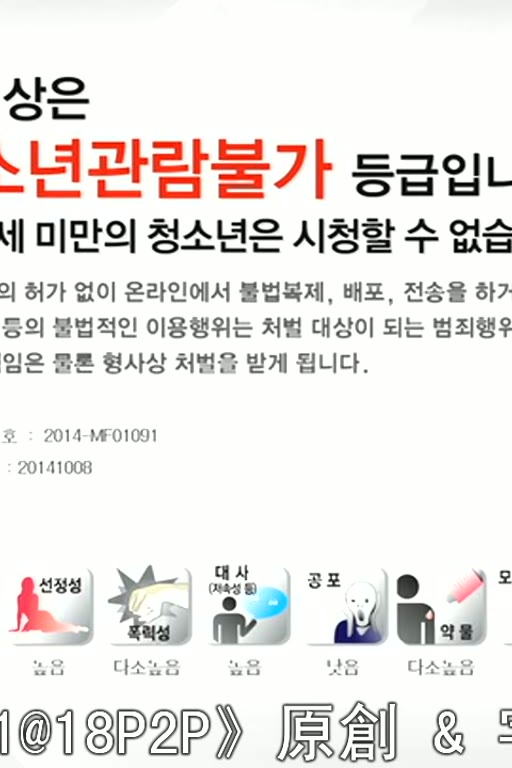 상은
소년관람불가 등급입니
세 미만의 청소년은 시청할 수 없습
의 허가 없이 온라인에서 불법복제, 배포, 전송을 하거
등의 불법적인 이용행위는 처벌 대상이 되는 범죄행위
임은 물론 형사상 처벌을 받게 됩니다.
호 : 2014-MF01091
: 20141008
선정성 폭력성 대 사 (저속성 등) 공 포 약 물 모
높음 다소높음 높음 낮음 다소높음
1@18P2P》原創 &